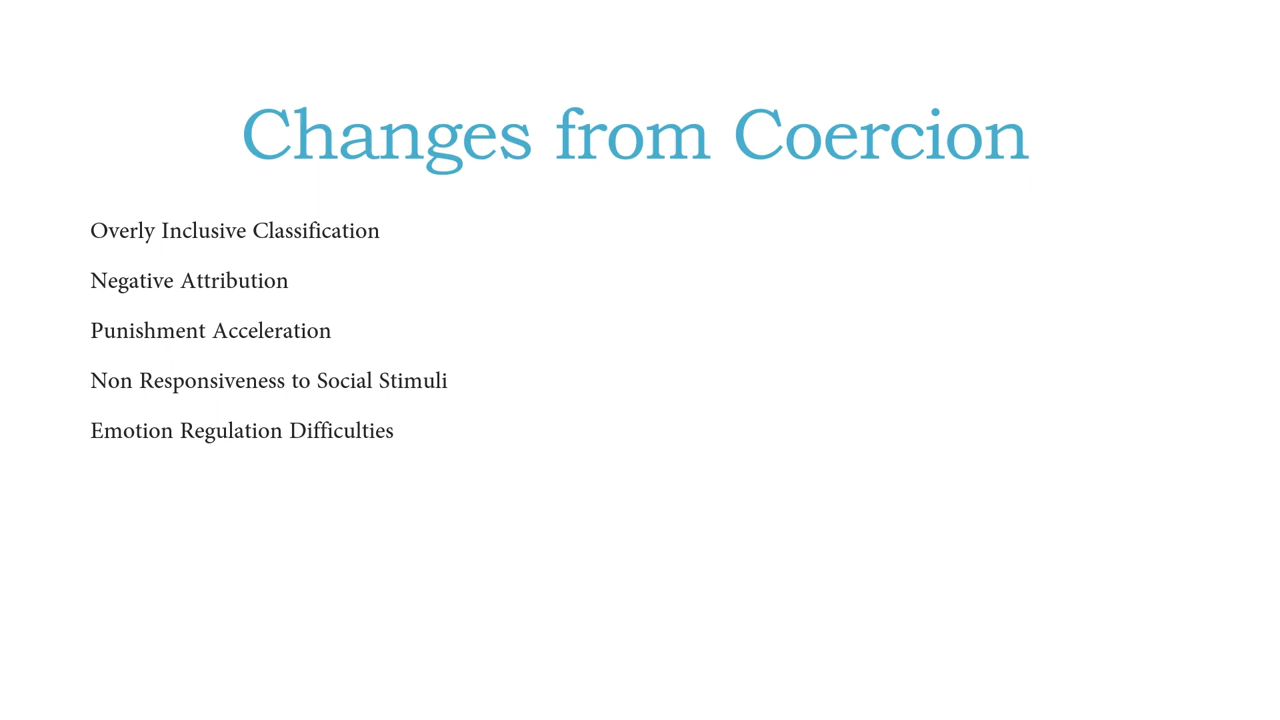 Changes from Coercion
Overly Inclusive Classification
Negative Attribution
Punishment Acceleration
Non Responsiveness to Social Stimuli
Emotion Regulation Difficulties